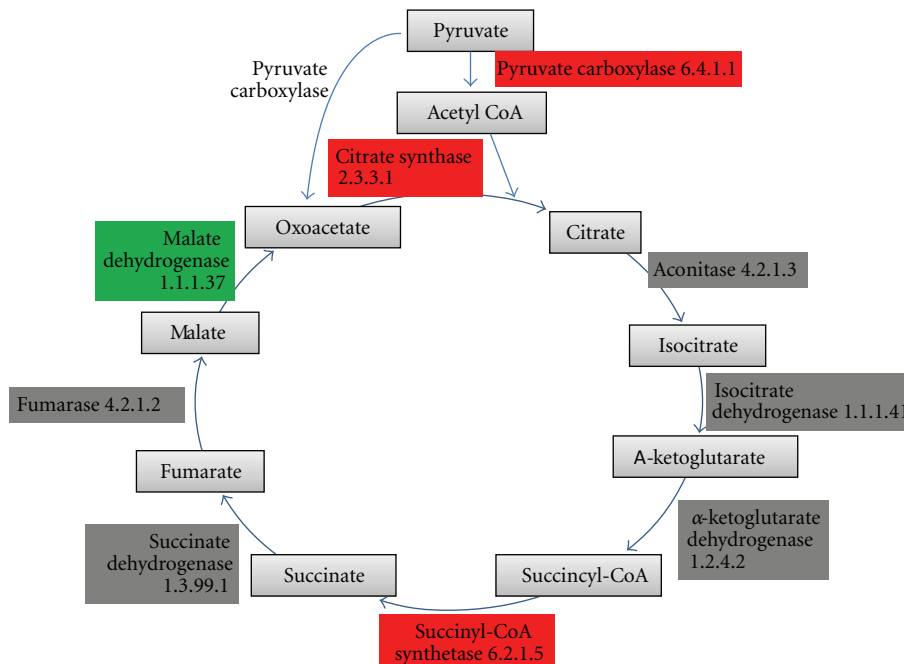 Pyruvate
Pyruvate
carboxylase
Pyruvate carboxylase 6.4.1.1
Acetyl CoA
Citrate synthase
2.3.3.1
Oxoacetate
Citrate
Malate
dehydrogenase
1.1.1.37
Aconitase 4.2.1.3
Malate
Isocitrate
Fumarase 4.2.1.2
Isocitrate
dehydrogenase 1.1.1.41
Fumarate
A-ketoglutarate
Succinate
dehydrogenase
1.3.99.1
α-ketoglutarate
dehydrogenase
1.2.4.2
Succinate
Succincyl-CoA
Succinyl-CoA
synthetase 6.2.1.5